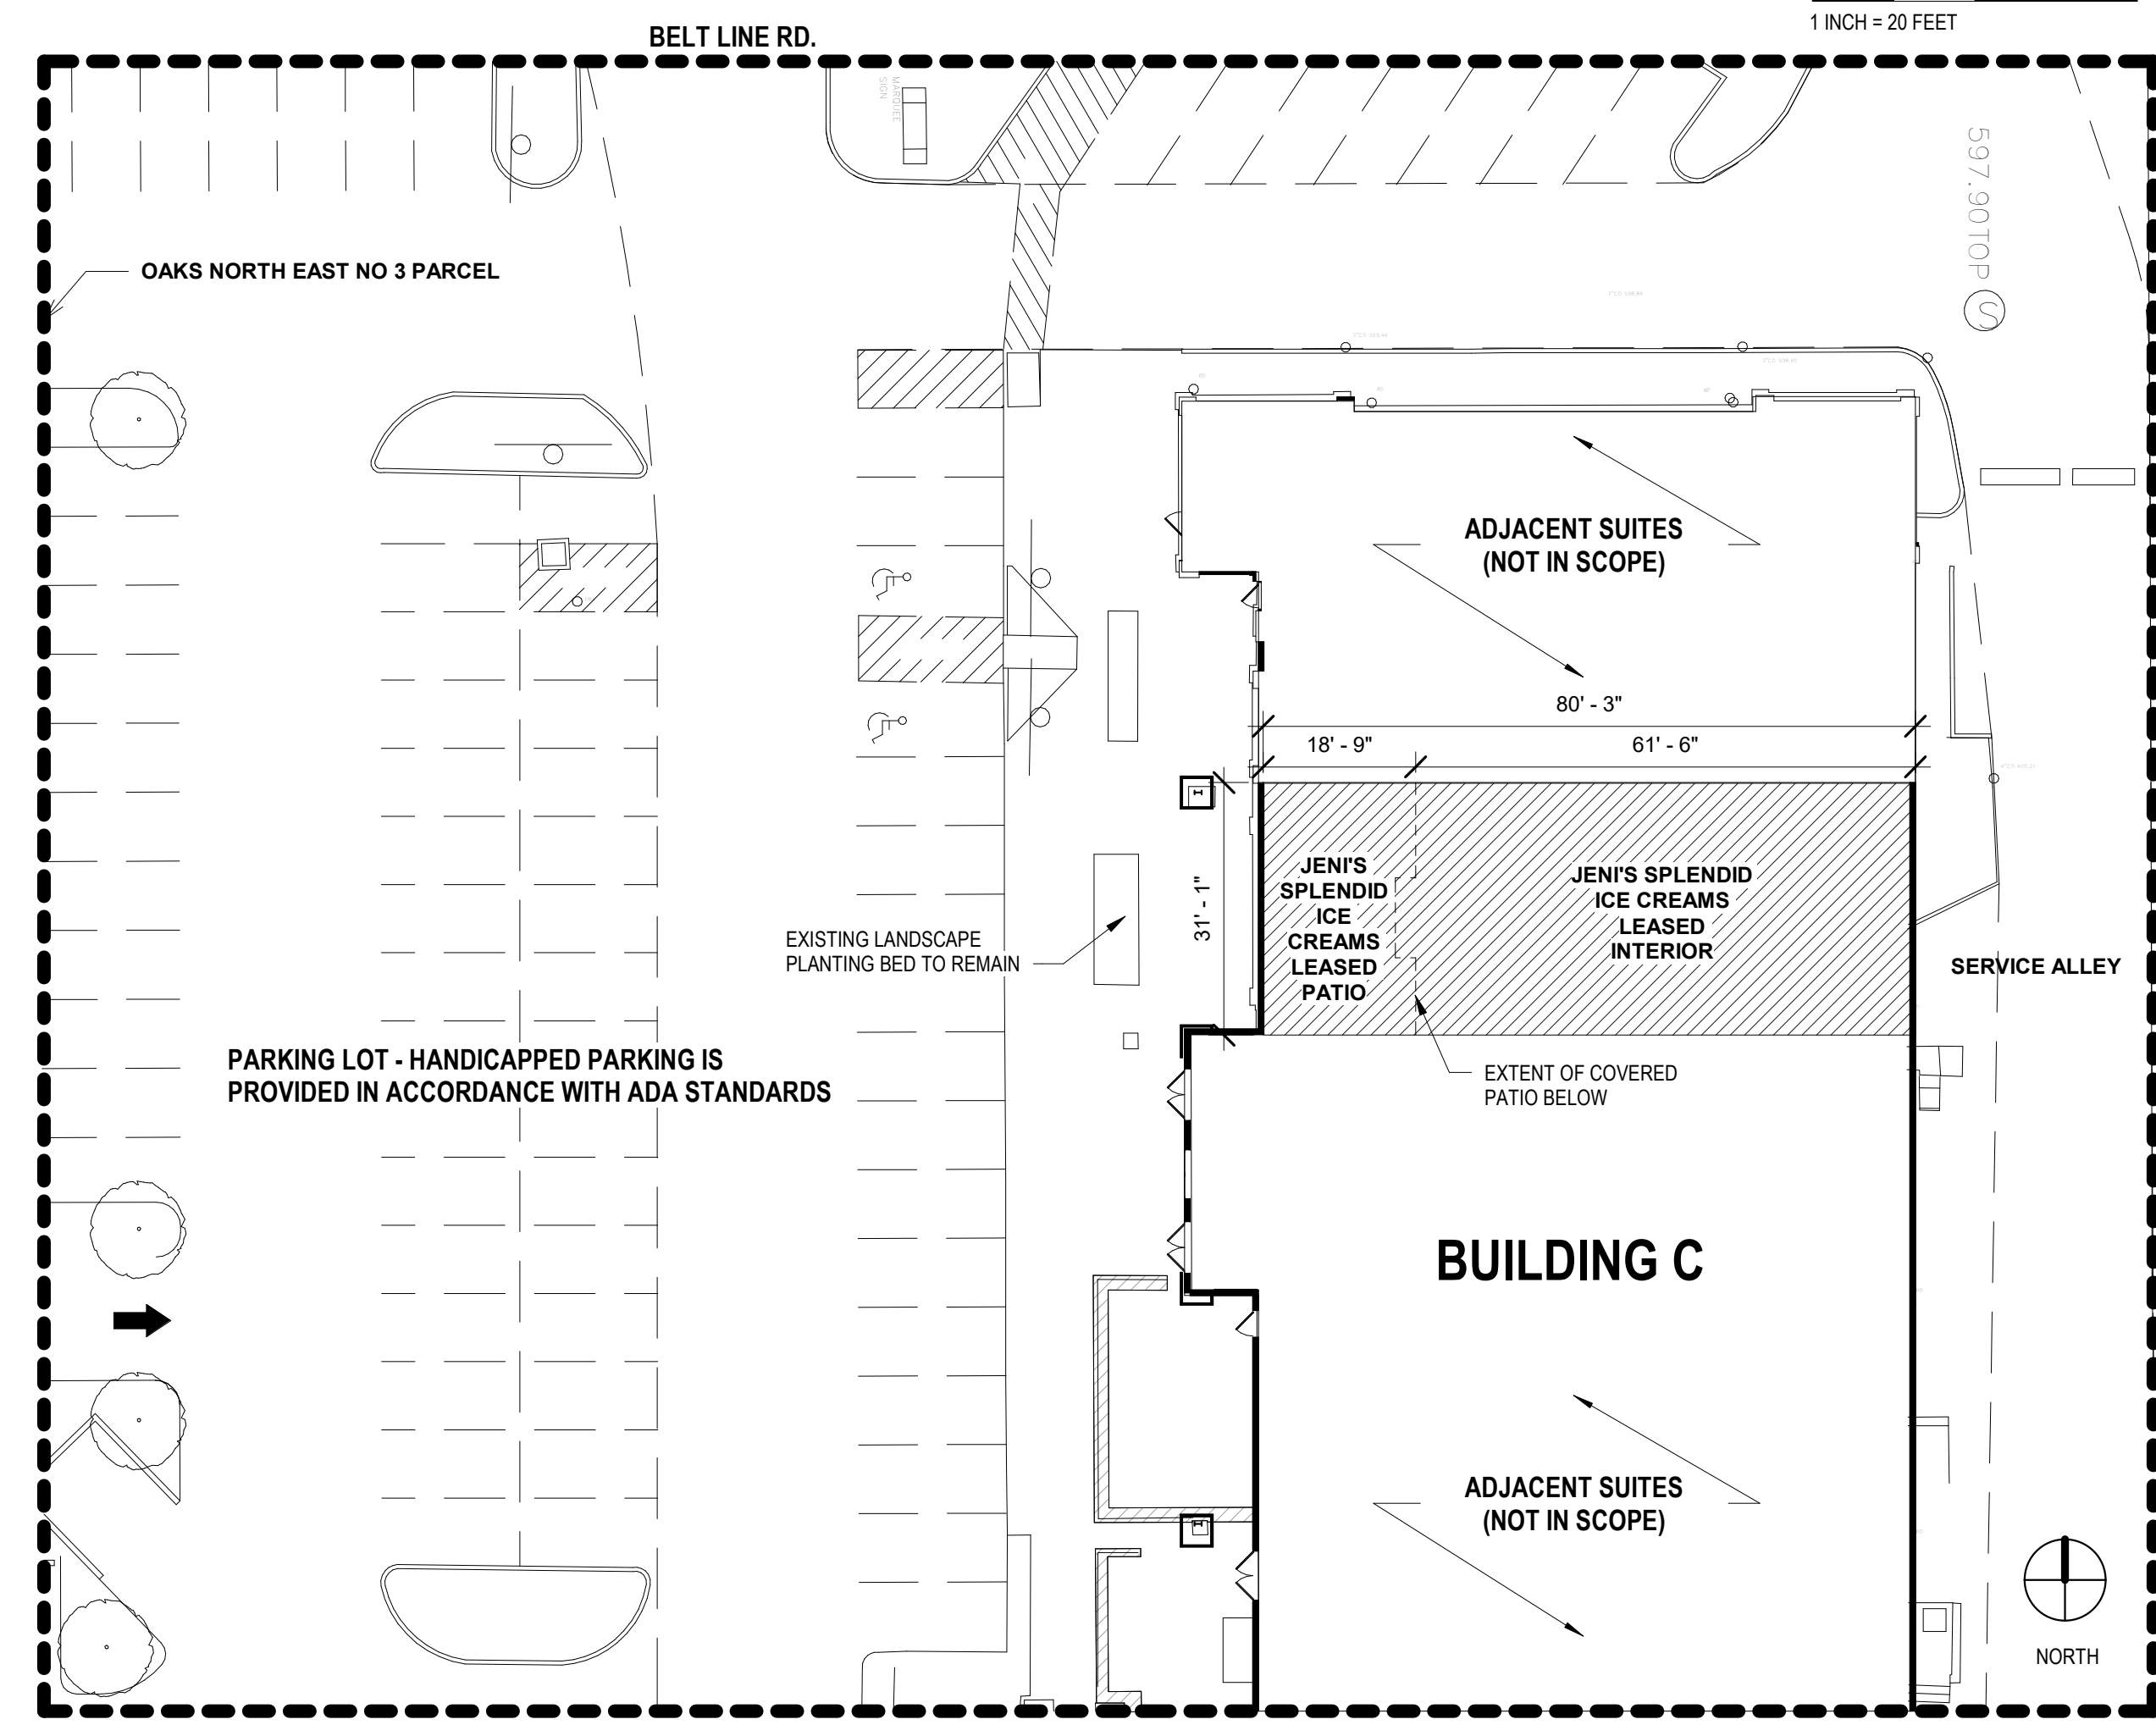 1 INCH = 20 FEET
BELT LINE RD.
MARQUEE
SIGN
597.90TOP
S
OAKS NORTH EAST NO 3 PARCEL
ADJACENT SUITES
(NOT IN SCOPE)
80' - 3"
18' - 9"
61' - 6"
31' - 1"
JENI'S
SPLENDID
ICE
CREAMS
LEASED
PATIO
JENI'S SPLENDID
ICE CREAMS
LEASED
INTERIOR
EXISTING LANDSCAPE
PLANTING BED TO REMAIN
SERVICE ALLEY
PARKING LOT - HANDICAPPED PARKING IS
PROVIDED IN ACCORDANCE WITH ADA STANDARDS
EXTENT OF COVERED
PATIO BELOW
BUILDING C
ADJACENT SUITES
(NOT IN SCOPE)
NORTH